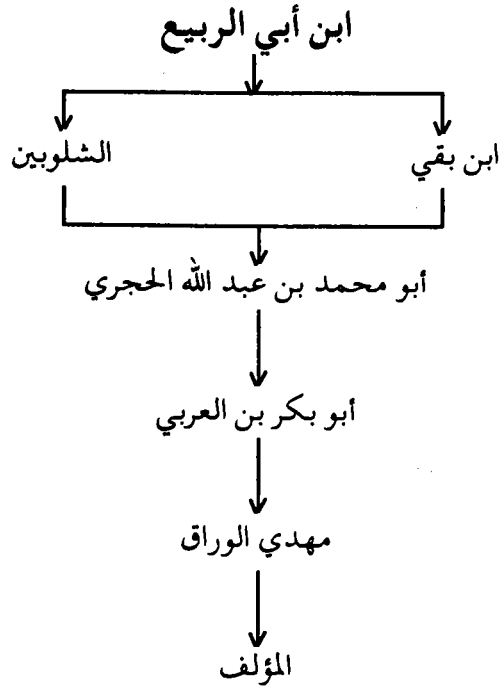 ابن أبي الربيع
ابن بقي الشلوبين
أبو محمد بن عبد الله الحجري
أبو بكر بن العربي
مهدي الوراق
المؤلف